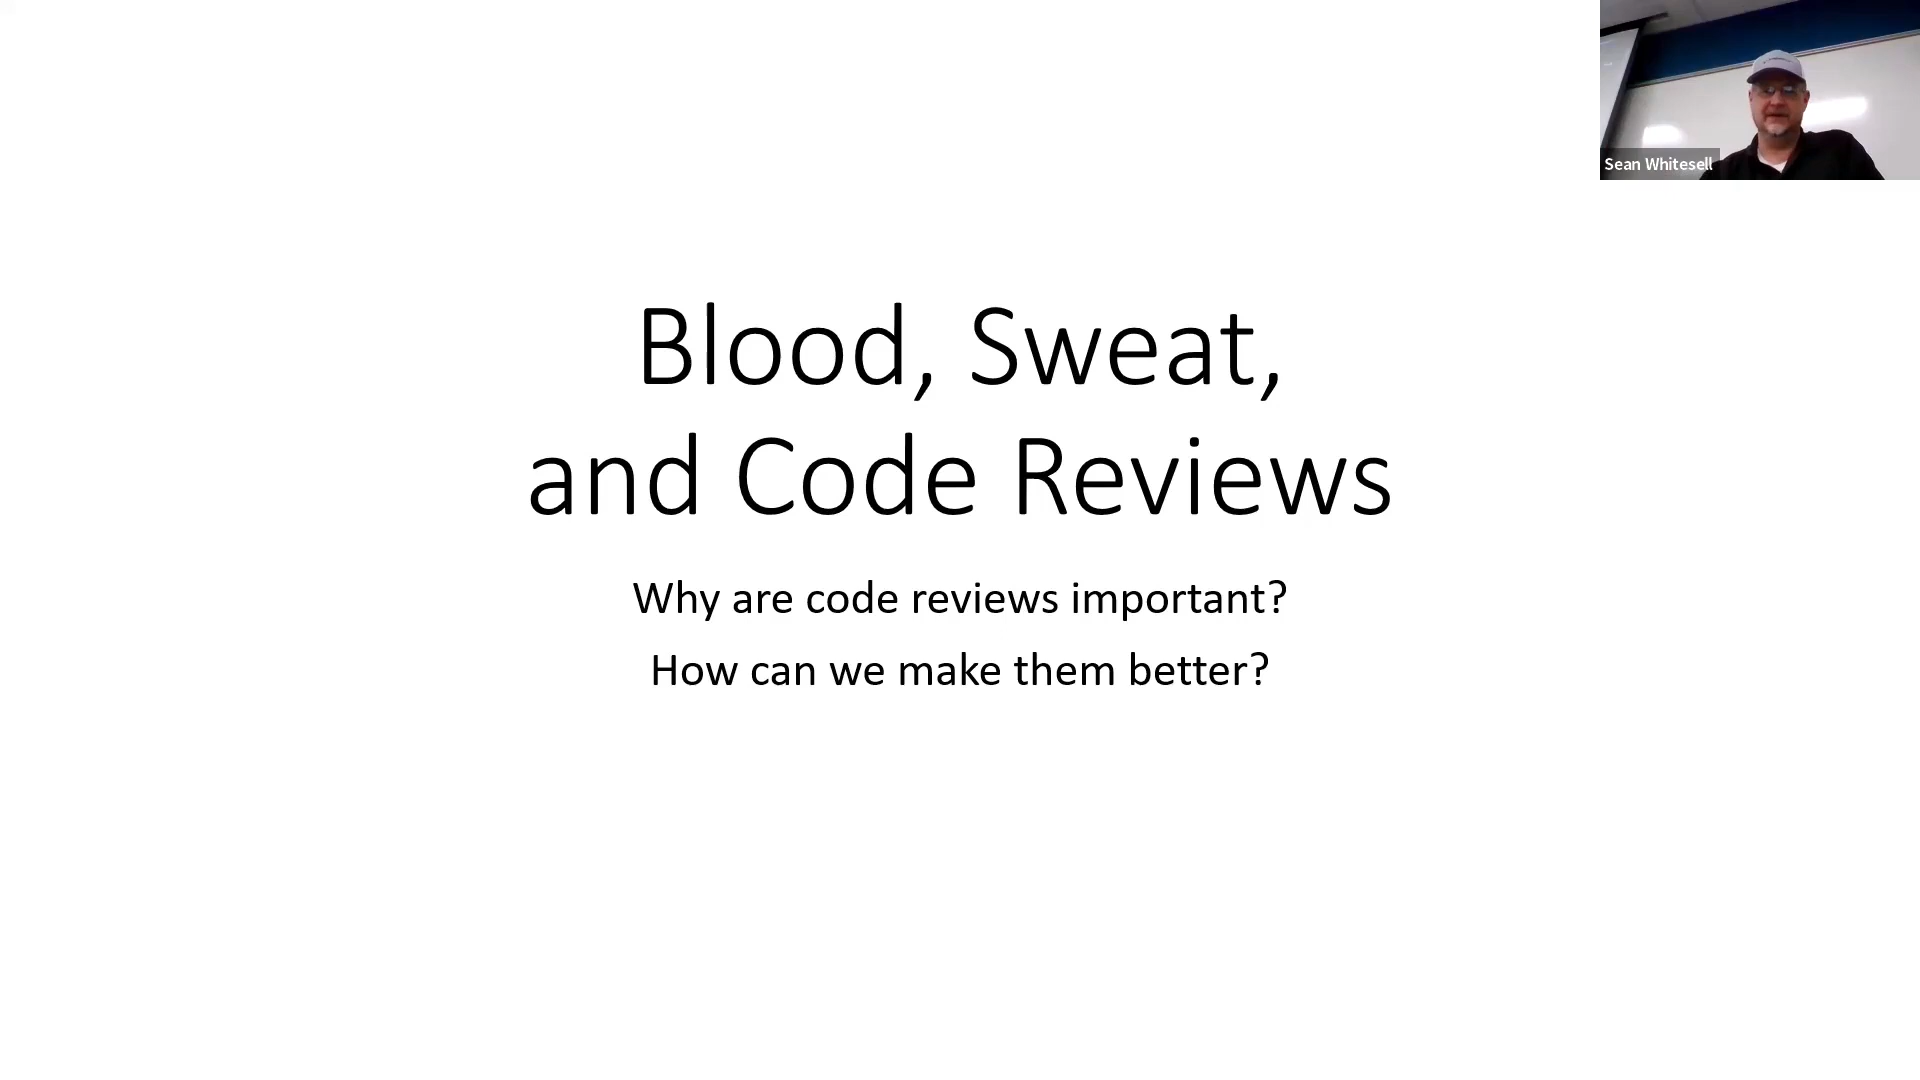 Blood, Sweat,
and Code Reviews
Why are code reviews important?
How can we make them better?
Sean Whitesell